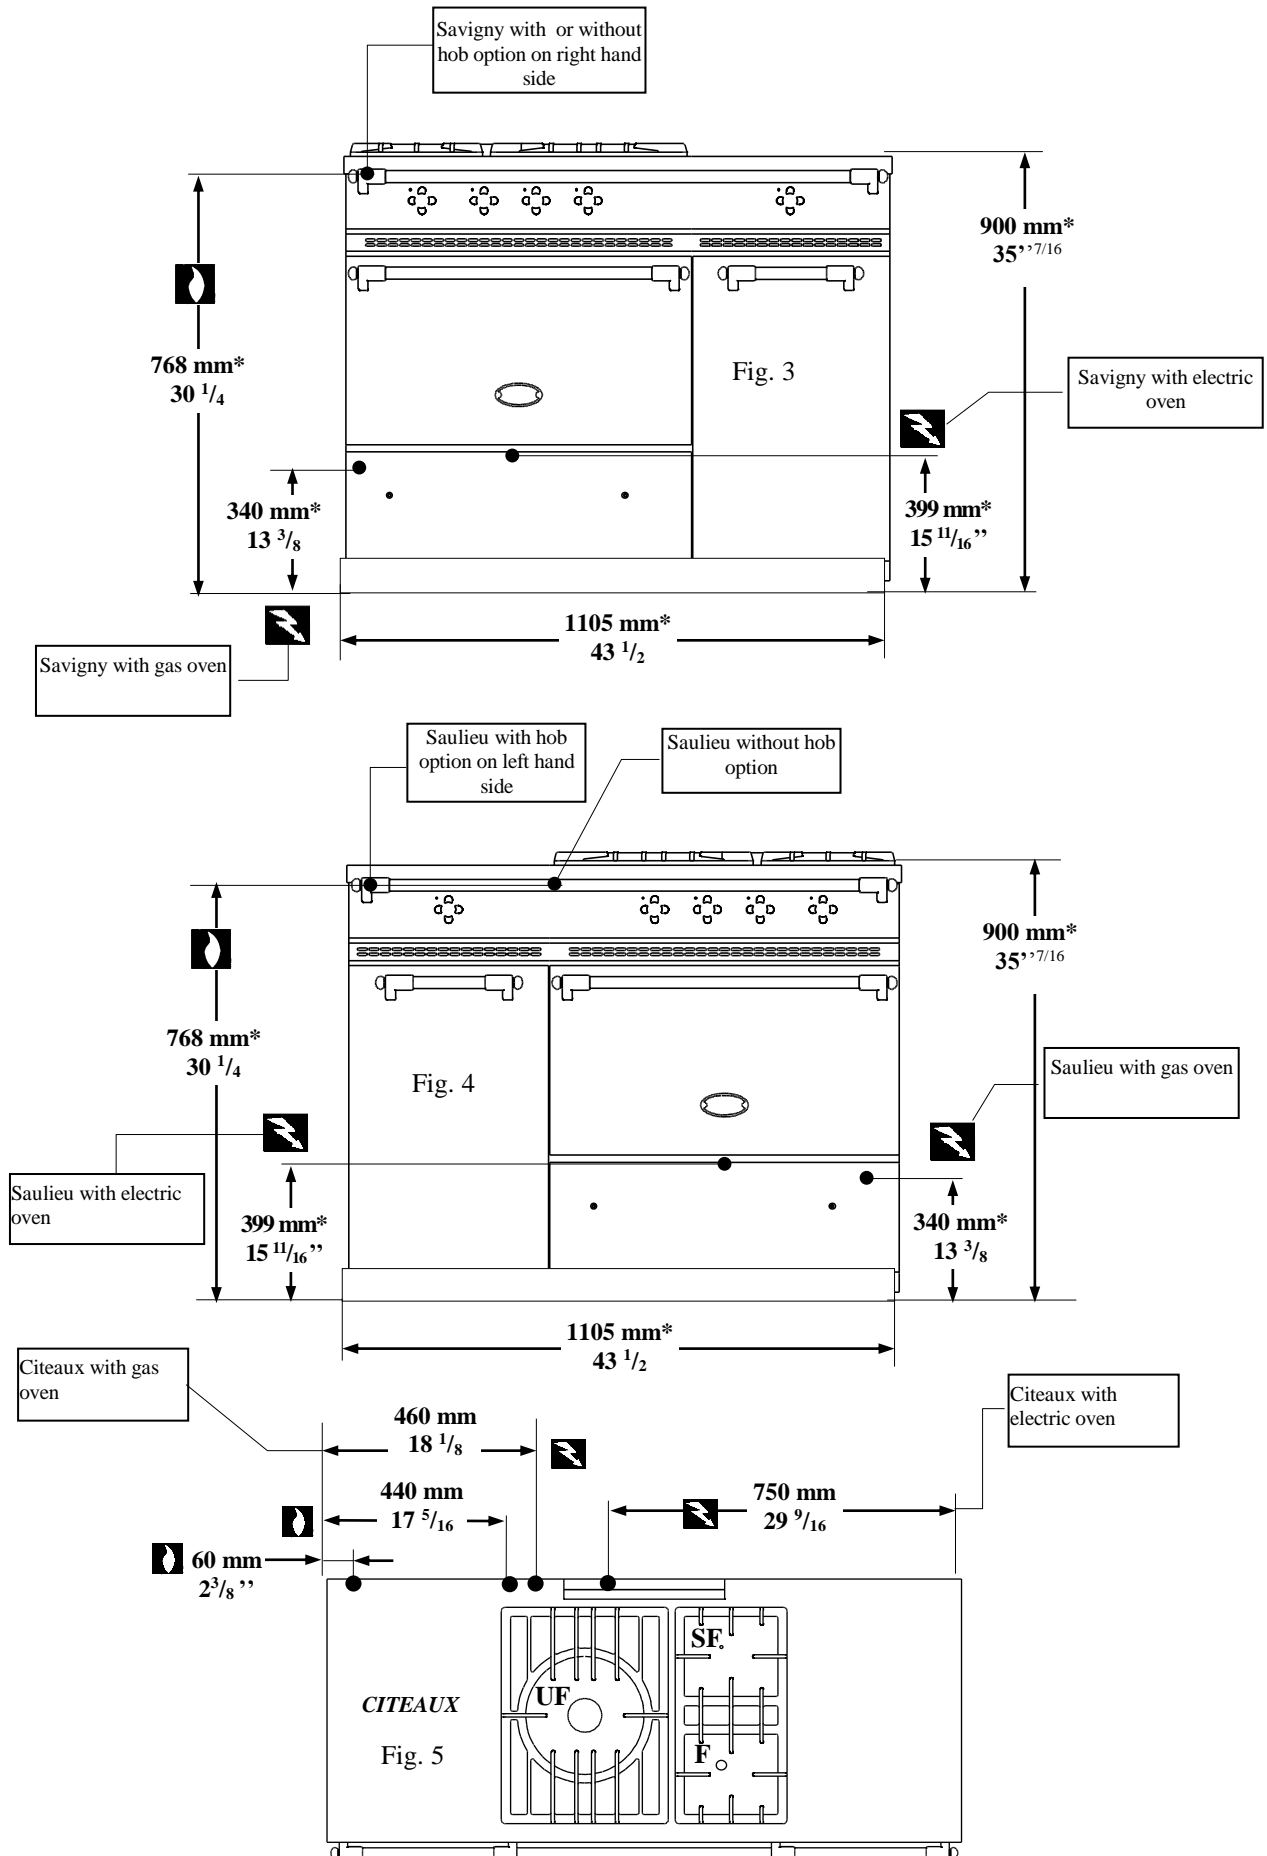 Savigny with or without
hob option on right hand
side
900 mm*
35’’7/16
768 mm*
30 1/4
Fig. 3
Savigny with electric
oven
340 mm*
13 3/8
399 mm*
15 11/16”
1105 mm*
43 1/2
Savigny with gas oven
Saulieu with hob
option on left hand
side
Saulieu without hob
option
900 mm*
35’’7/16
768 mm*
30 1/4
Fig. 4
Saulieu with gas oven
Saulieu with electric
oven
399 mm*
15 11/16”
340 mm*
13 3/8
1105 mm*
43 1/2
Citeaux with gas
oven
Citeaux with
electric oven
460 mm
18 1/8
440 mm
17 5/16
750 mm
29 9/16
60 mm
2 3/8 ”
SF
UF
CITEAUX
F
Fig. 5